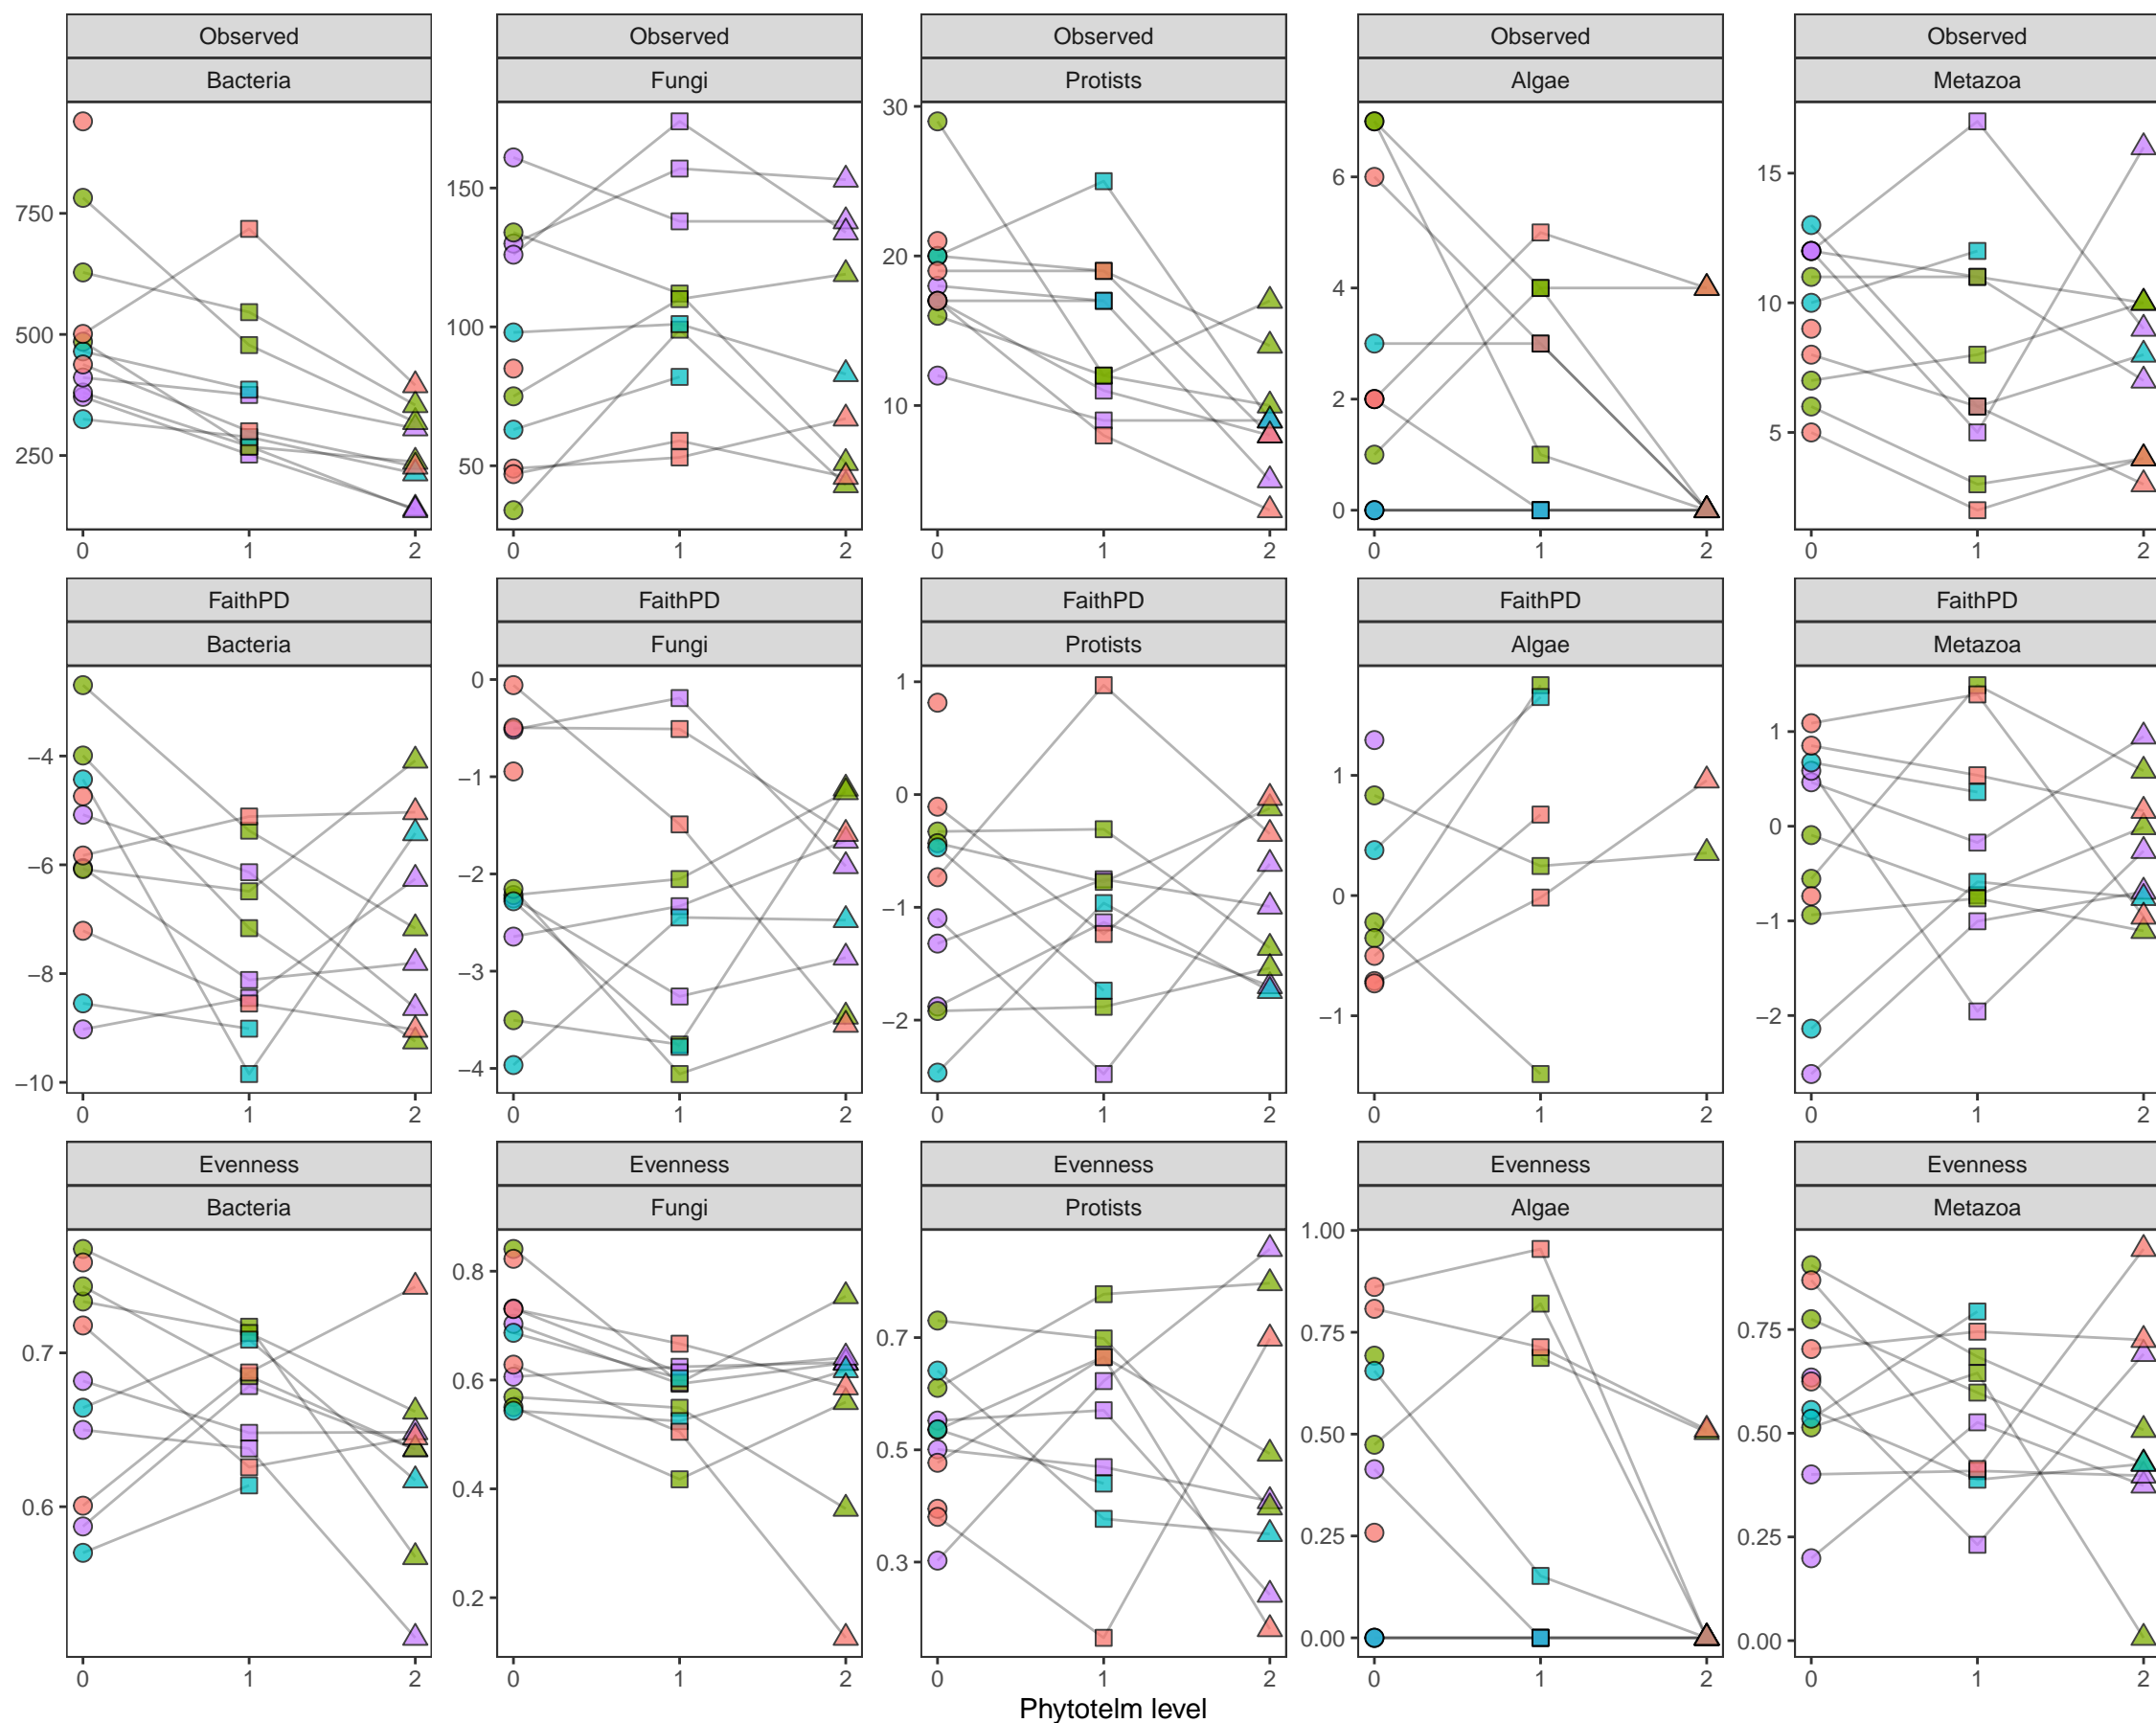 Observed Observed Observed Observed Observed
Bacteria Fungi Protists Algae Metazoa
750
500
250
0 1 2
150
100
50
0 1 2
30
20
10
0 1 2
6
4
2
0
0 1 2
15
10
5
0 1 2
FaithPD FaithPD FaithPD FaithPD FaithPD
Bacteria Fungi Protists Algae Metazoa
−4
−6
−8
−10
0 1 2
0
−1
−2
−3
−4
0 1 2
1
0
−1
−2
0 1 2
1
0
−1
0 1 2
1
0
−1
−2
0 1 2
Evenness Evenness Evenness Evenness Evenness
Bacteria Fungi Protists Algae Metazoa
0.7
0.6
0 1 2
0.8
0.6
0.4
0.2
0 1 2
0.7
0.5
0.3
0 1 2
1.00
0.75
0.50
0.25
0.00
0 1 2
0.75
0.50
0.25
0.00
0 1 2
Phytotelm level